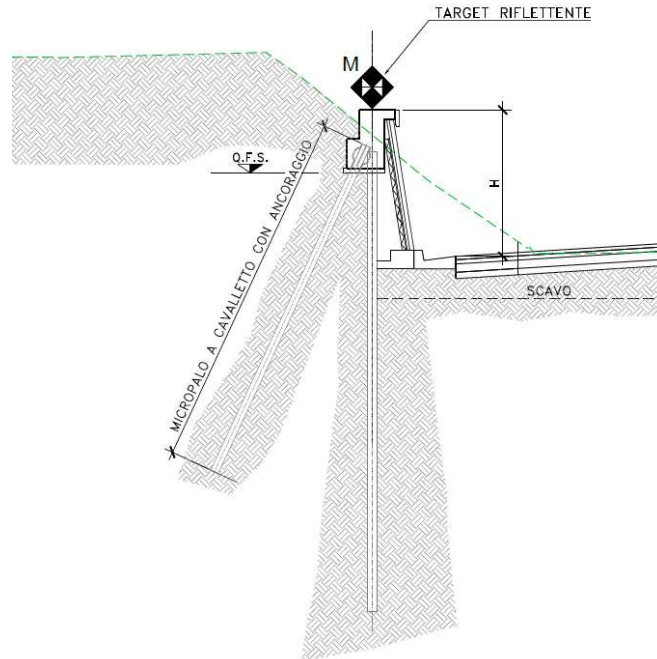 TARGET RIFLETTENTE
M
Q.F.S.
H
MICROPALO A CAVALLETTO CON ANCORAGGIO
SCAVO